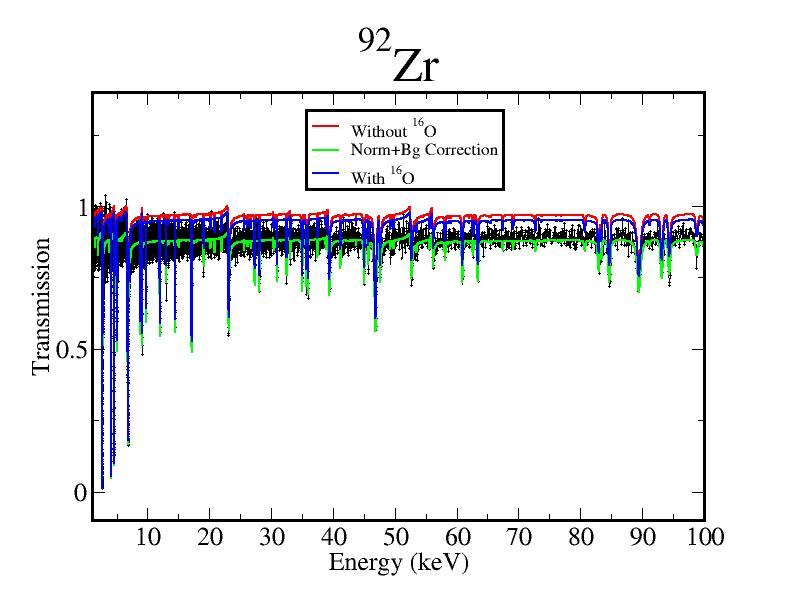 ⁹²Zr
Without ¹⁶O
Norm+Bg Correction
With ¹⁶O
1
0.5
0
Transmission
10 20 30 40 50 60 70 80 90 100
Energy (keV)